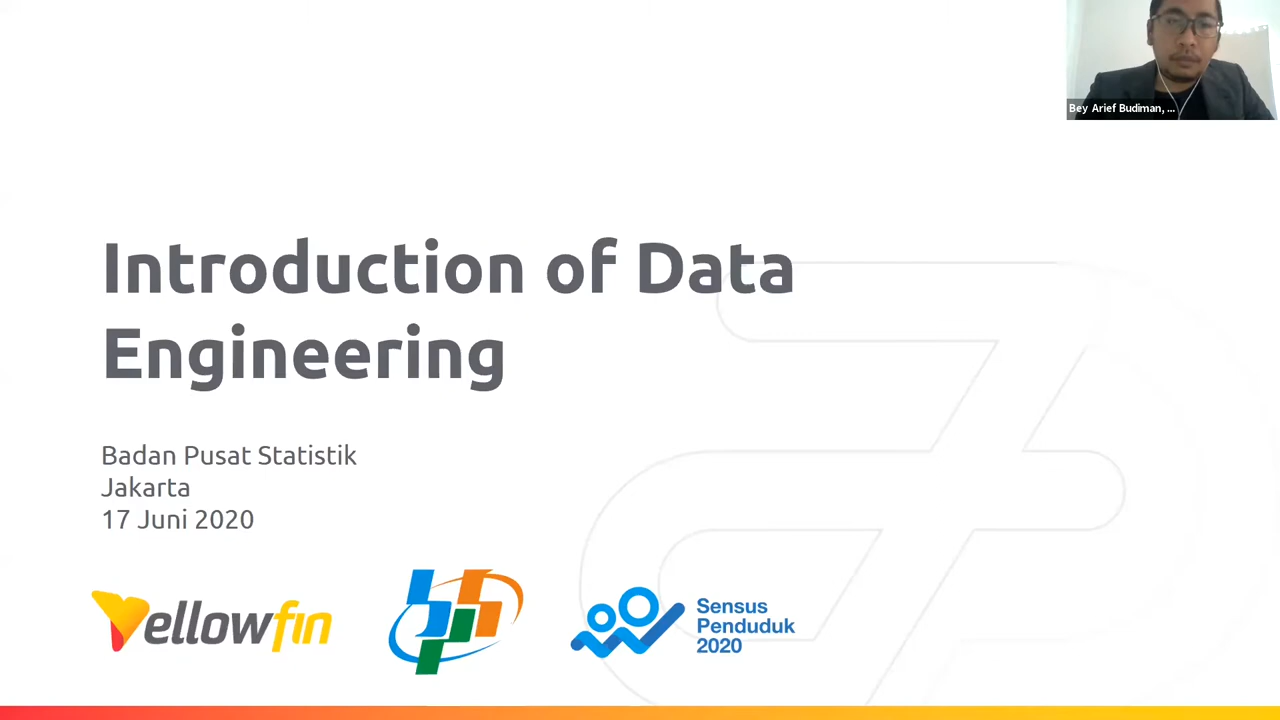 Bey Arief Budiman, ...
Introduction of Data
Engineering
Badan Pusat Statistik
Jakarta
17 Juni 2020
Yellowfin
Sensus
Penduduk
2020